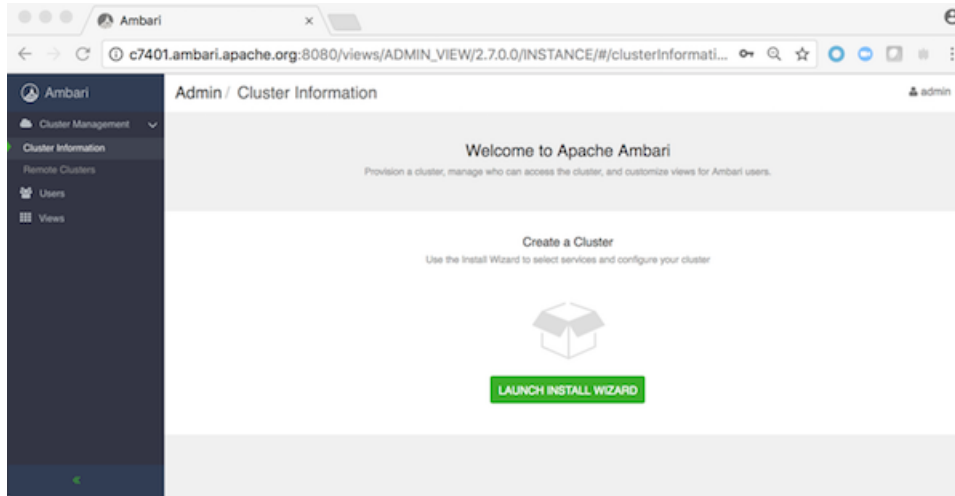 Ambari
c7401.ambari.apache.org:8080/views/ADMIN_VIEW/2.7.0.0/INSTANCE/#/clusterInformati...
Ambari
Admin / Cluster Information
admin
Cluster Management
Cluster Information
Remote Clusters
Users
Views
Welcome to Apache Ambari
Provision a cluster, manage who can access the cluster, and customize views for Ambari users.
Create a Cluster
Use the Install Wizard to select services and configure your cluster
LAUNCH INSTALL WIZARD